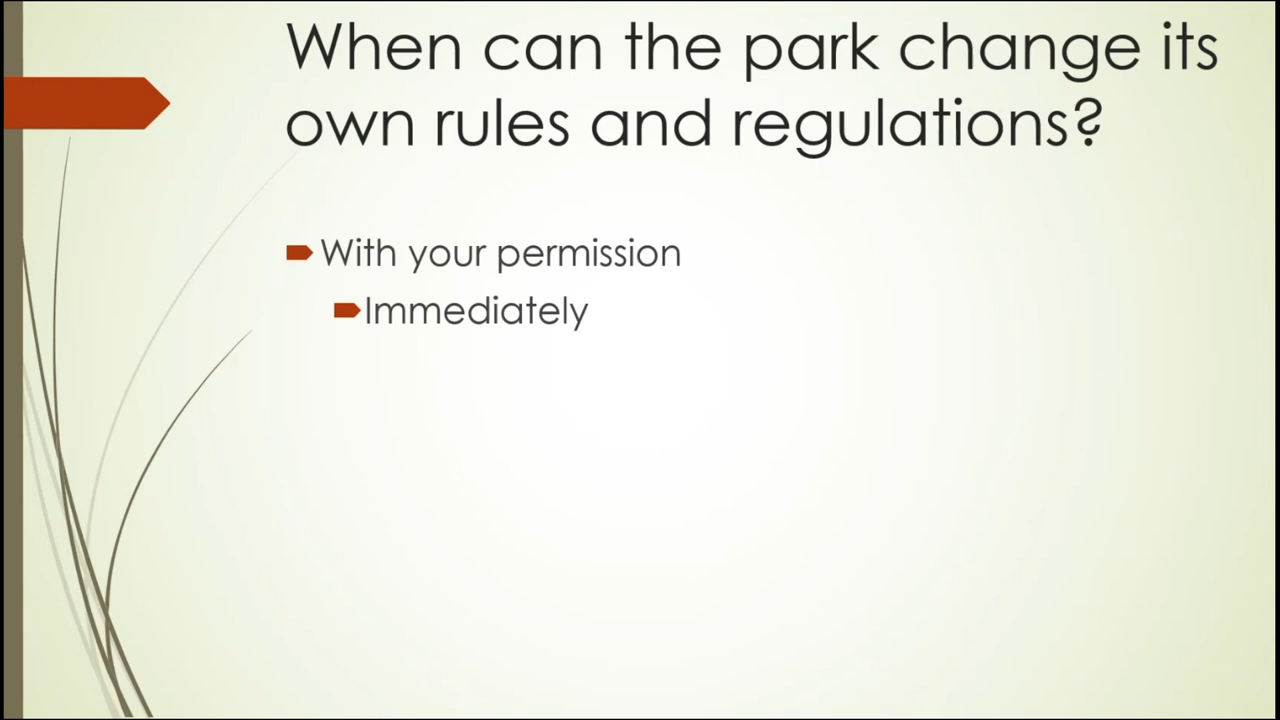 When can the park change its
own rules and regulations?
With your permission
Immediately